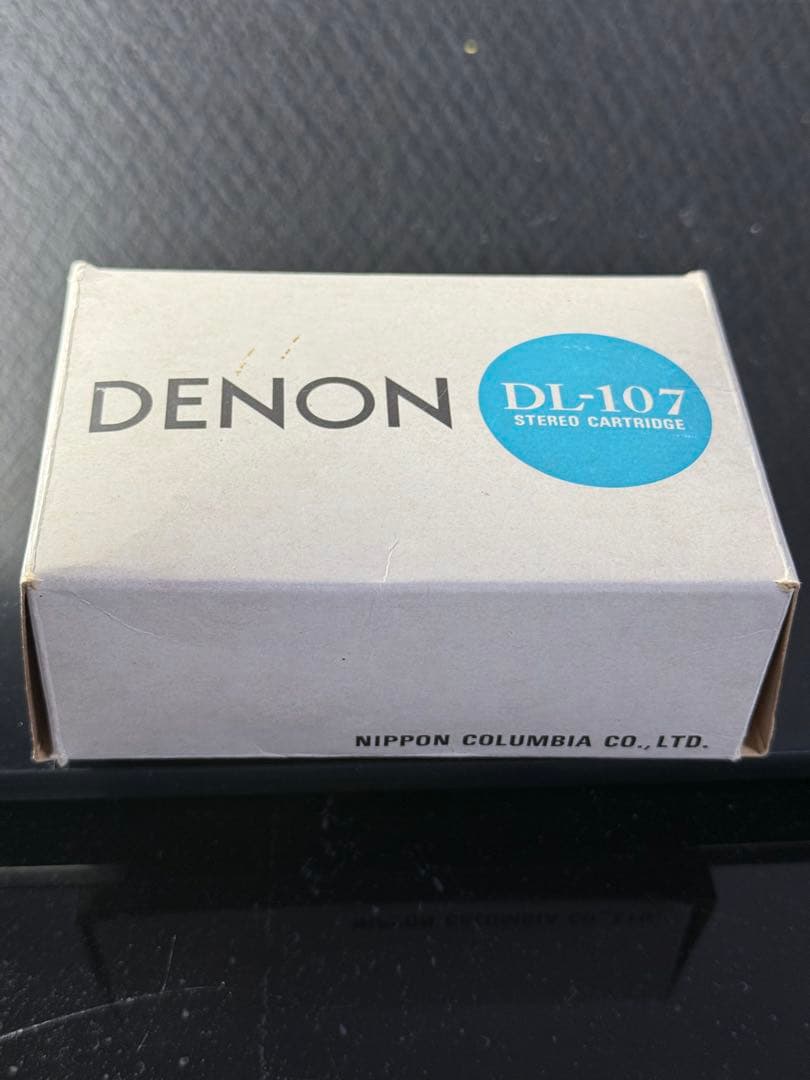 DENON
DL-107
STEREO CARTRIDGE
NIPPON COLUMBIA CO., LTD.